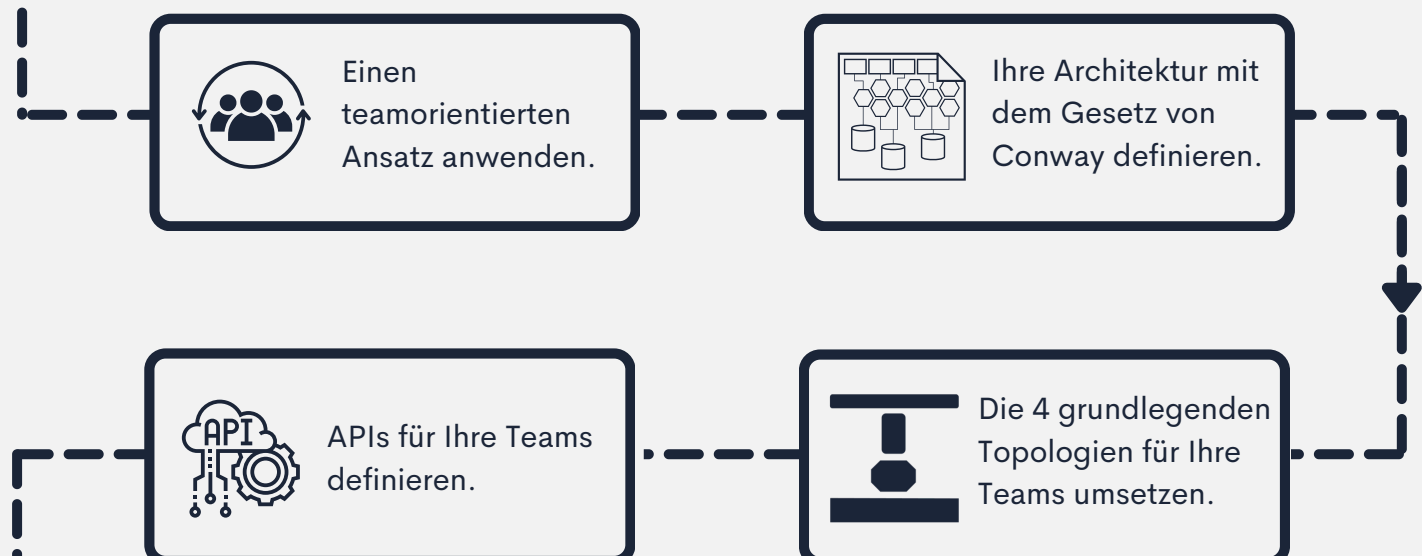 Einen
teamorientierten
Ansatz anwenden.
Ihre Architektur mit
dem Gesetz von
Conway definieren.
Die 4 grundlegenden
Topologien für Ihre
Teams umsetzen.
API
APIs für Ihre Teams
definieren.